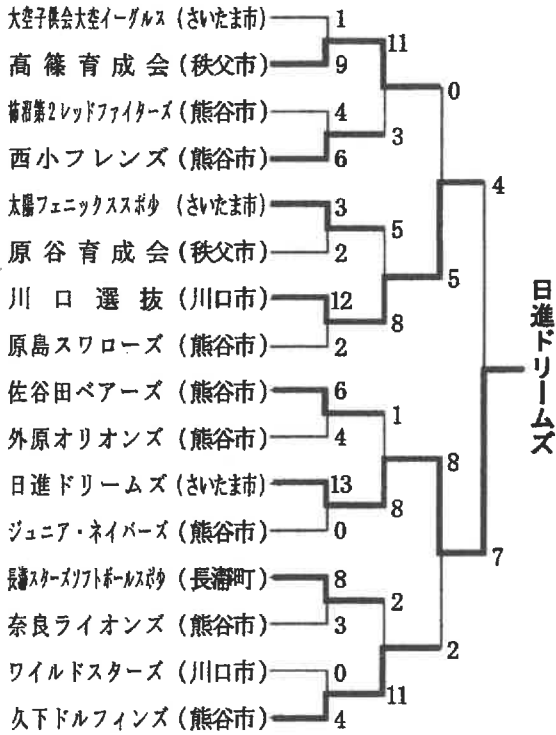 大空子供会大空イーグルス (さいたま市) 1
高篠育成会 (秩父市) 9
11
柿沼第2レッドファイターズ (熊谷市) 4
西小フレンズ (熊谷市) 6
3
0
太陽フェニックススポ少 (さいたま市) 3
原谷育成会 (秩父市) 2
5
川口選抜 (川口市) 12
原島スワローズ (熊谷市) 2
8
5
4
佐谷田ベアーズ (熊谷市) 6
外原オリオンズ (熊谷市) 4
1
日進ドリームズ (さいたま市) 13
ジュニア・ネイバーズ (熊谷市) 0
8
8
長瀞スターズソフトボールスポ少 (長瀞町) 8
奈良ライオンズ (熊谷市) 3
2
ワイルドスターズ (川口市) 0
久下ドルフィンズ (熊谷市) 4
11
2
7
日進ドリームズ